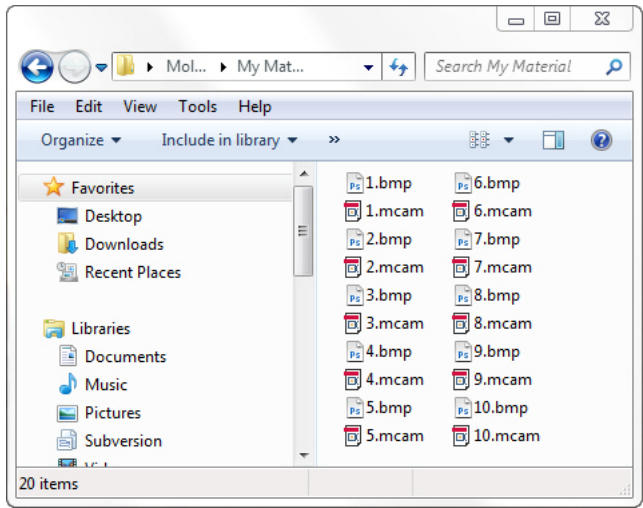 Mol... My Mat... Search My Material
File Edit View Tools Help
Organize Include in library »
Favorites
Desktop
Downloads
Recent Places
Libraries
Documents
Music
Pictures
Subversion
1.bmp
1.mcam
2.bmp
2.mcam
3.bmp
3.mcam
4.bmp
4.mcam
5.bmp
5.mcam
6.bmp
6.mcam
7.bmp
7.mcam
8.bmp
8.mcam
9.bmp
9.mcam
10.bmp
10.mcam
20 items